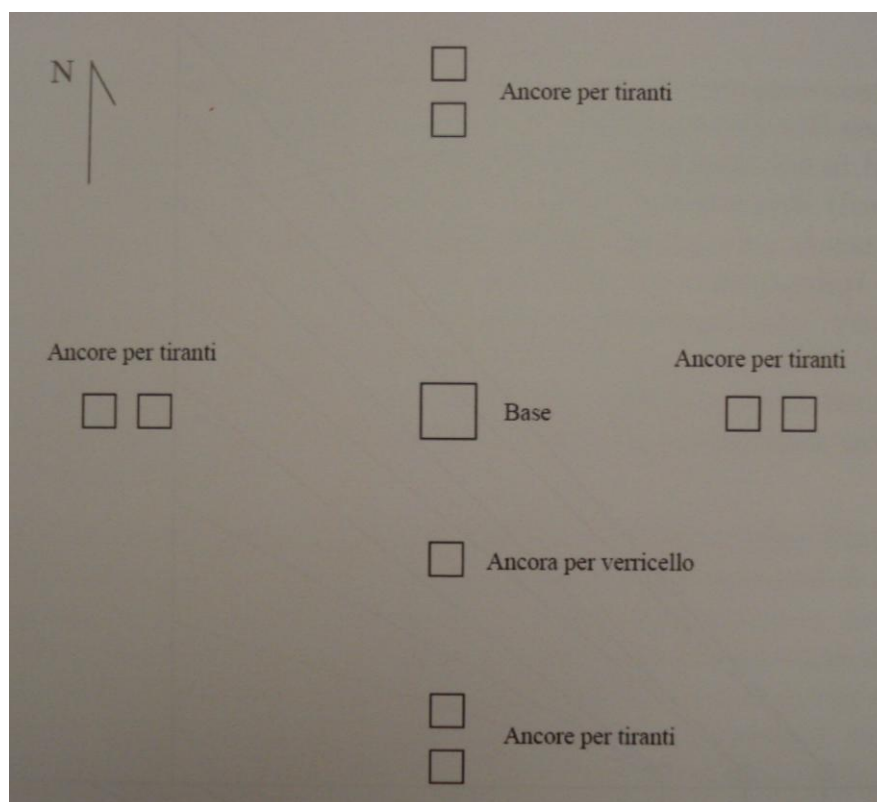 N
Ancore per tiranti
Ancore per tiranti
Ancore per tiranti
Base
Ancora per verricello
Ancore per tiranti